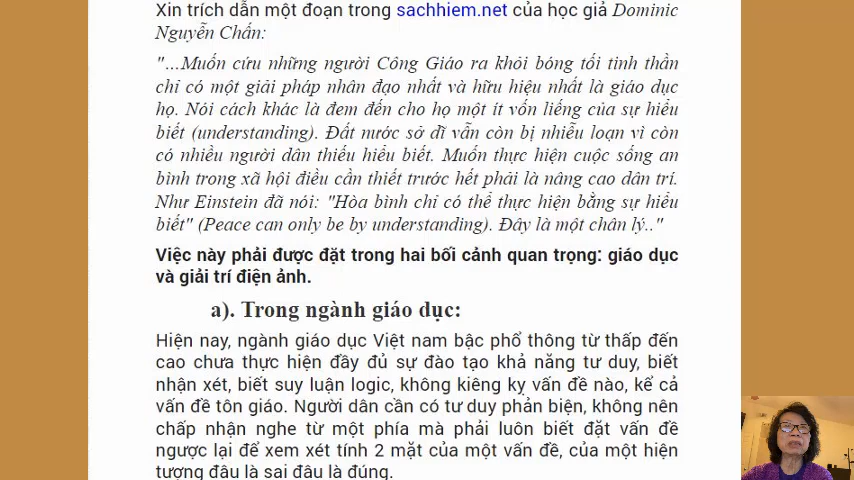 Xin trích dẫn một đoạn trong sachhiem.net của học giả Dominic
Nguyễn Chấn:
"…Muốn cứu những người Công Giáo ra khỏi bóng tối tinh thần
chỉ có một giải pháp nhân đạo nhất và hữu hiệu nhất là giáo dục
họ. Nói cách khác là đem đến cho họ một ít vốn liếng của sự hiểu
biết (understanding). Đất nước sở dĩ vẫn còn bị nhiễu loạn vì còn
có nhiều người dân thiếu hiểu biết. Muốn thực hiện cuộc sống an
bình trong xã hội điều cần thiết trước hết phải là nâng cao dân trí.
Như Einstein đã nói: "Hòa bình chỉ có thể thực hiện bằng sự hiểu
biết" (Peace can only be by understanding). Đây là một chân lý.."
Việc này phải được đặt trong hai bối cảnh quan trọng: giáo dục
và giải trí điện ảnh.
a). Trong ngành giáo dục:
Hiện nay, ngành giáo dục Việt nam bậc phổ thông từ thấp đến
cao chưa thực hiện đầy đủ sự đào tạo khả năng tư duy, biết
nhận xét, biết suy luận logic, không kiêng kỵ vấn đề nào, kể cả
vấn đề tôn giáo. Người dân cần có tư duy phản biện, không nên
chấp nhận nghe từ một phía mà phải luôn biết đặt vấn đề
ngược lại để xem xét tính 2 mặt của một vấn đề, của một hiện
tượng đâu là sai đâu là đúng.